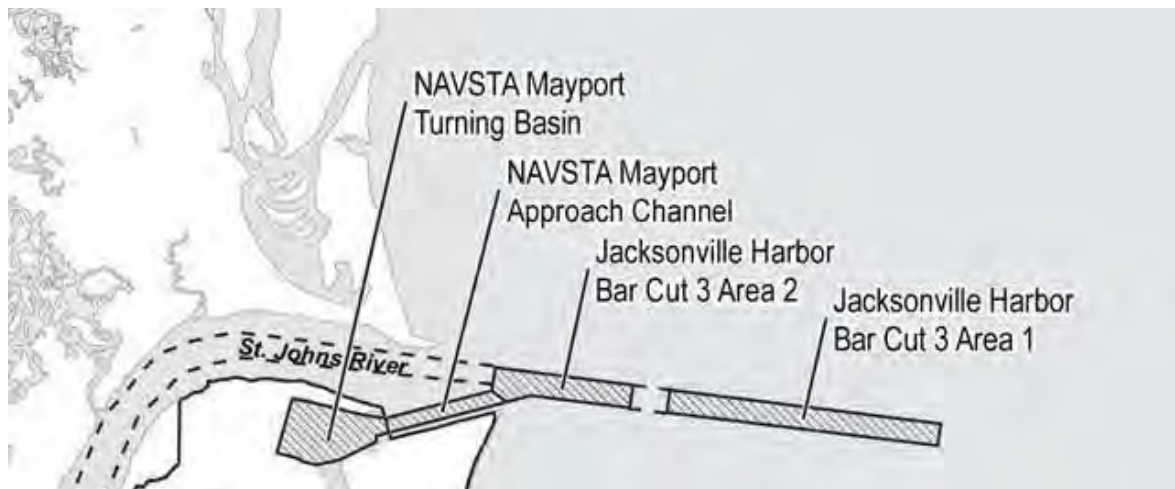 NAVSTA Mayport
Turning Basin
NAVSTA Mayport
Approach Channel
Jacksonville Harbor
Bar Cut 3 Area 2
Jacksonville Harbor
Bar Cut 3 Area 1
St. Johns River